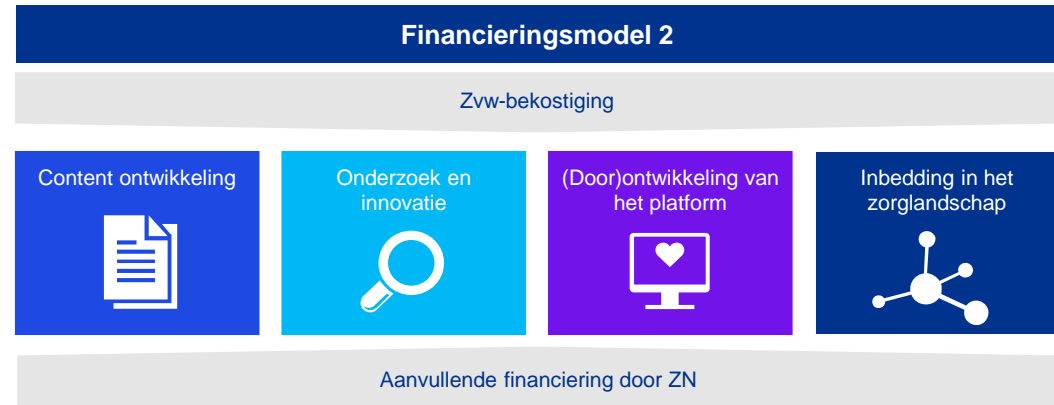 Financieringsmodel 2
Zvw-bekostiging
Content ontwikkeling
Onderzoek en
innovatie
(Door)ontwikkeling van
het platform
Inbedding in het
zorglandschap
Aanvullende financiering door ZN